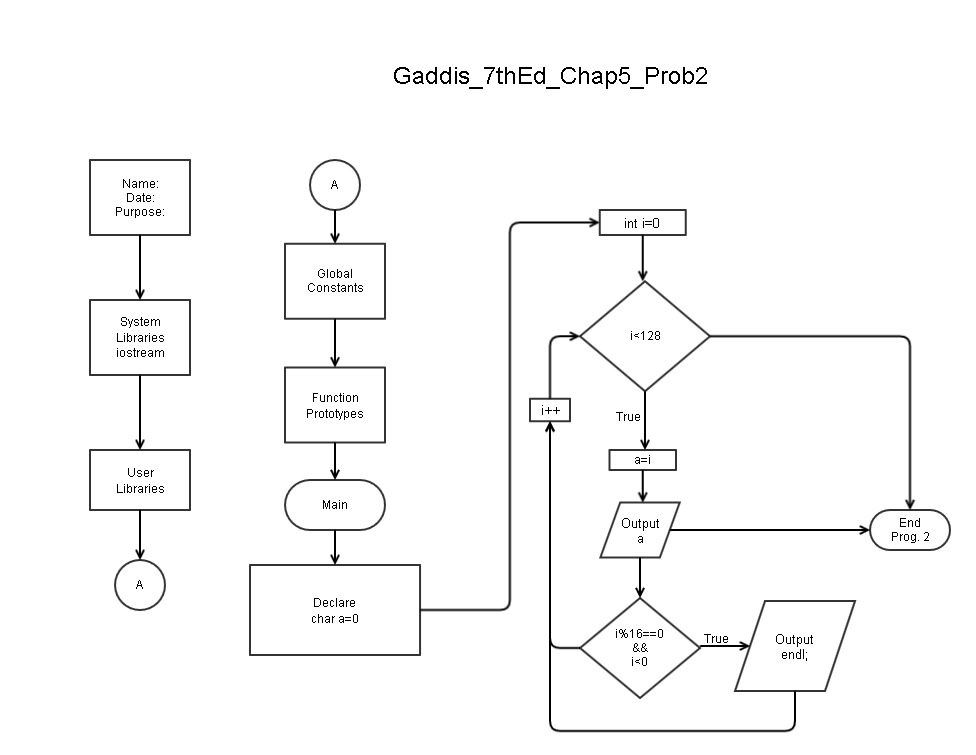 Gaddis_7thEd_Chap5_Prob2
Name:
Date:
Purpose:
System
Libraries
iostream
User
Libraries
A
A
Global
Constants
Function
Prototypes
Main
Declare
char a=0
int i=0
i<128
i++
True
a=i
Output
a
End
Prog. 2
i%16==0
&&
i<0
True
Output
endl;